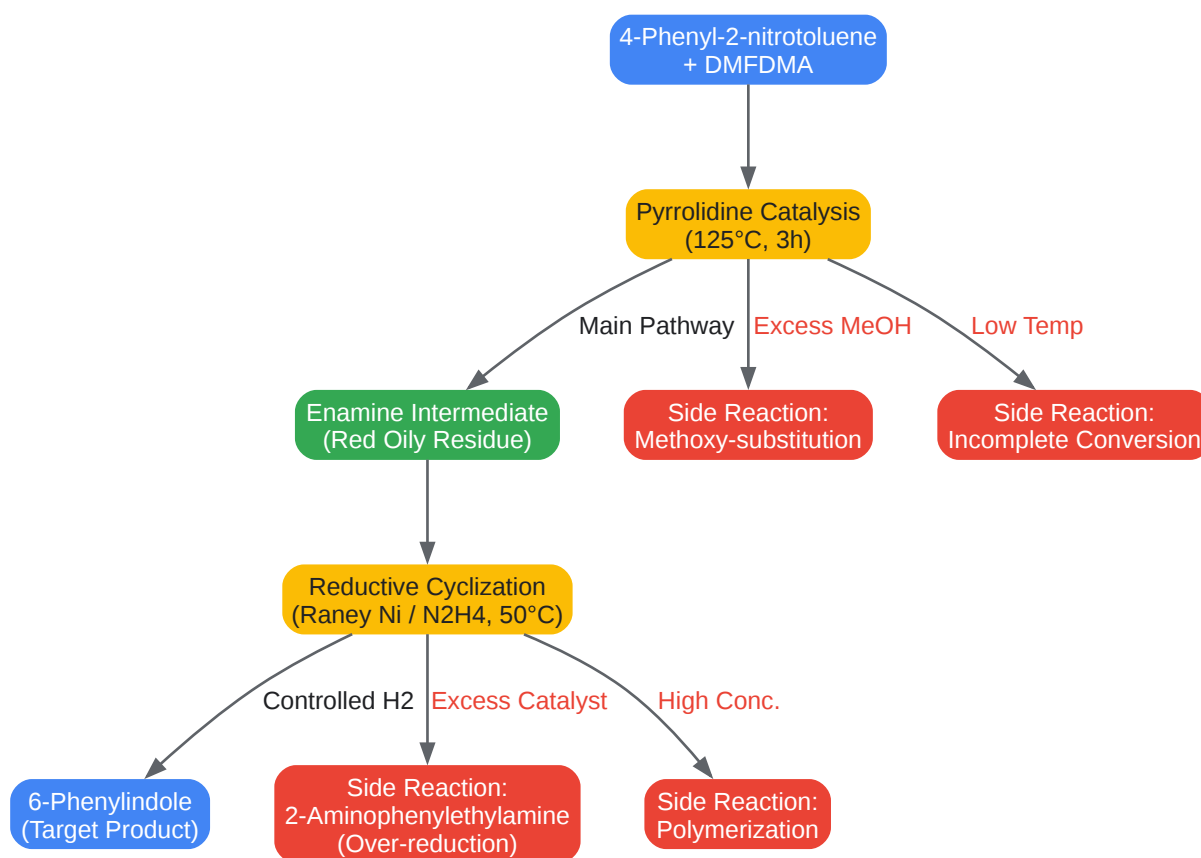 4-Phenyl-2-nitrotoluene
+ DMFDMA
Pyrrolidine Catalysis
(125°C, 3h)
Main Pathway
Excess MeOH
Low Temp
Enamine Intermediate
(Red Oily Residue)
Side Reaction:
Methoxy-substitution
Side Reaction:
Incomplete Conversion
Reductive Cyclization
(Raney Ni / N2H4, 50°C)
Controlled H2
Excess Catalyst
High Conc.
6-Phenylindole
(Target Product)
Side Reaction:
2-Aminophenylethylamine
(Over-reduction)
Side Reaction:
Polymerization